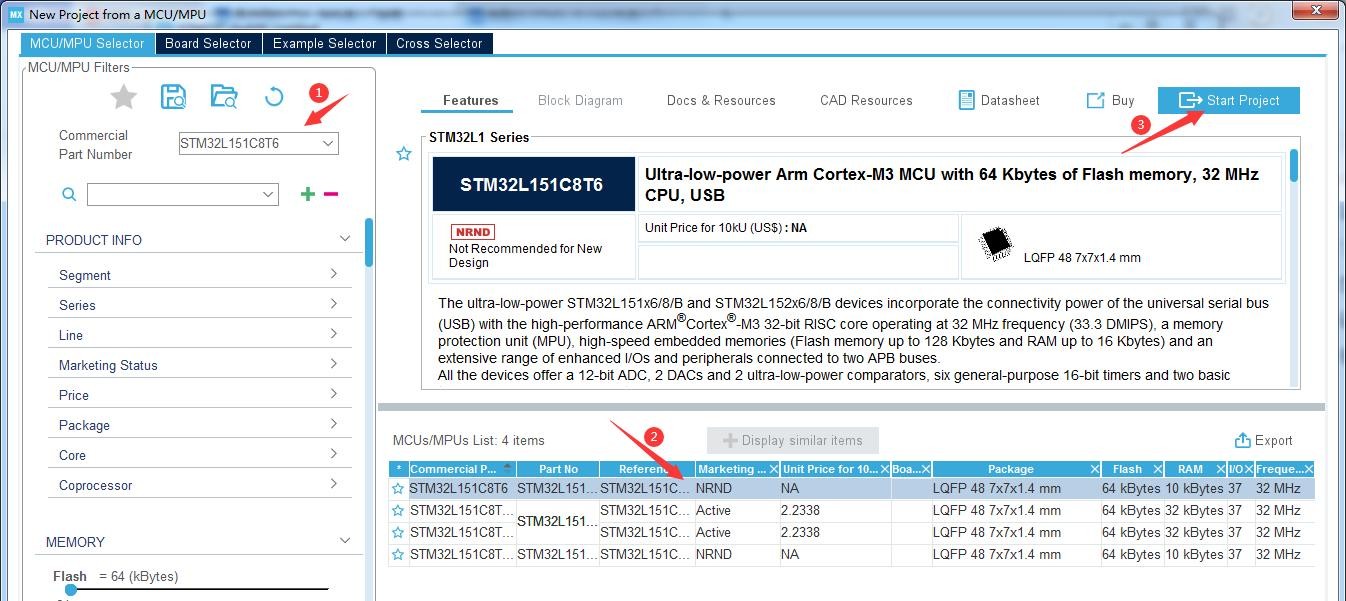 MX New Project from a MCU/MPU
MCU/MPU Selector Board Selector Example Selector Cross Selector
MCU/MPU Filters
1
Commercial
Part Number
STM32L151C8T6
PRODUCT INFO
Segment
Series
Line
Marketing Status
Price
Package
Core
Coprocessor
MEMORY
Flash = 64 (kBytes)
Features Block Diagram Docs & Resources CAD Resources Datasheet Buy Start Project
3
STM32L1 Series
STM32L151C8T6
Ultra-low-power Arm Cortex-M3 MCU with 64 Kbytes of Flash memory, 32 MHz
CPU, USB
NRND
Not Recommended for New
Design
Unit Price for 10kU (US$) : NA
LQFP 48 7x7x1.4 mm
The ultra-low-power STM32L151x6/8/B and STM32L152x6/8/B devices incorporate the connectivity power of the universal serial bus
(USB) with the high-performance ARM®Cortex®-M3 32-bit RISC core operating at 32 MHz frequency (33.3 DMIPS), a memory
protection unit (MPU), high-speed embedded memories (Flash memory up to 128 Kbytes and RAM up to 16 Kbytes) and an
extensive range of enhanced I/Os and peripherals connected to two APB buses.
All the devices offer a 12-bit ADC, 2 DACs and 2 ultra-low-power comparators, six general-purpose 16-bit timers and two basic
MCUs/MPUs List: 4 items
2
Display similar items
Export
* Commercial P... Part No Referenc Marketing ... Unit Price for 10... Boa... Package Flash RAM I/O Freque...
STM32L151C8T6 STM32L151... STM32L151C... NRND NA LQFP 48 7x7x1.4 mm 64 kBytes 10 kBytes 37 32 MHz
STM32L151C8T... STM32L151... STM32L151C... Active 2.2338 LQFP 48 7x7x1.4 mm 64 kBytes 32 kBytes 37 32 MHz
STM32L151C8T... STM32L151C... Active 2.2338 LQFP 48 7x7x1.4 mm 64 kBytes 32 kBytes 37 32 MHz
STM32L151C8T... STM32L151... STM32L151C... NRND NA LQFP 48 7x7x1.4 mm 64 kBytes 10 kBytes 37 32 MHz